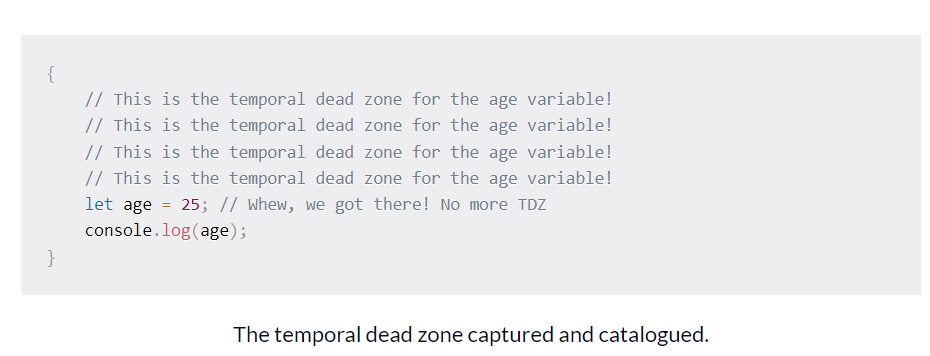 {
// This is the temporal dead zone for the age variable!
// This is the temporal dead zone for the age variable!
// This is the temporal dead zone for the age variable!
// This is the temporal dead zone for the age variable!
let age = 25; // Whew, we got there! No more TDZ
console.log(age);
}
The temporal dead zone captured and catalogued.